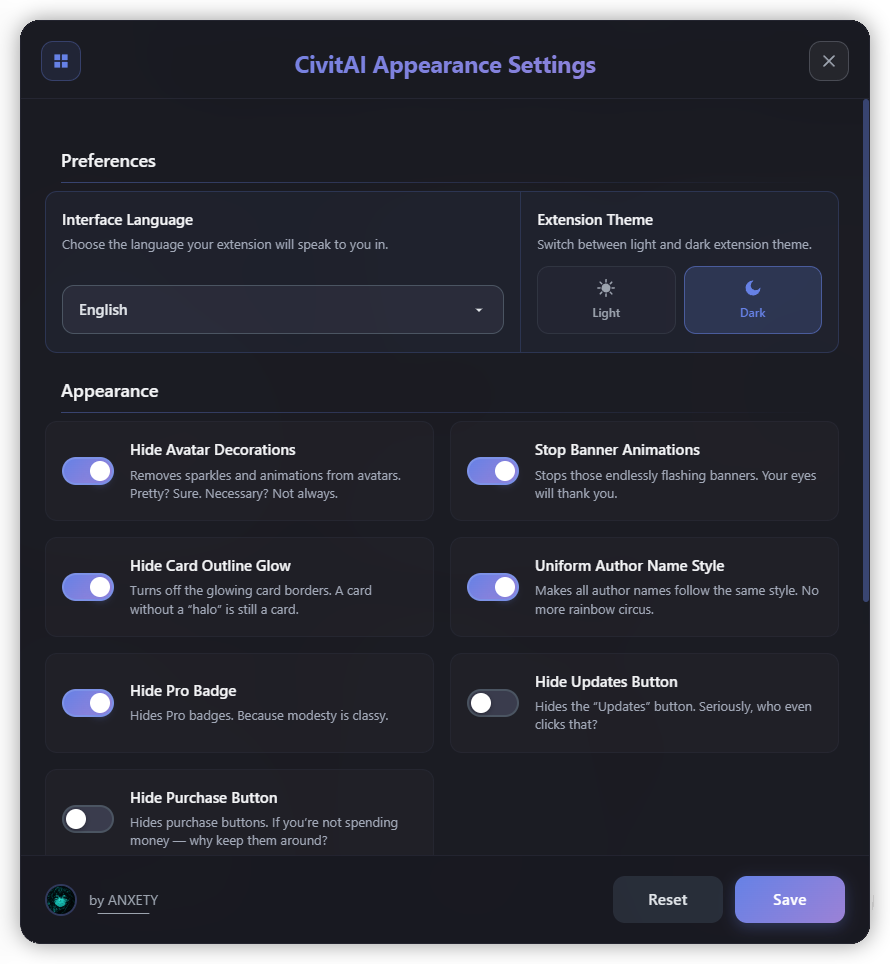 CivitAI Appearance Settings
Preferences
Interface Language
Choose the language your extension will speak to you in.
English
Extension Theme
Switch between light and dark extension theme.
Light
Dark
Appearance
Hide Avatar Decorations
Removes sparkles and animations from avatars.
Pretty? Sure. Necessary? Not always.
Stop Banner Animations
Stops those endlessly flashing banners. Your eyes
will thank you.
Hide Card Outline Glow
Turns off the glowing card borders. A card
without a “halo” is still a card.
Uniform Author Name Style
Makes all author names follow the same style. No
more rainbow circus.
Hide Pro Badge
Hides Pro badges. Because modesty is classy.
Hide Updates Button
Hides the “Updates” button. Seriously, who even
clicks that?
Hide Purchase Button
Hides purchase buttons. If you’re not spending
money — why keep them around?
by ANXETY
Reset
Save